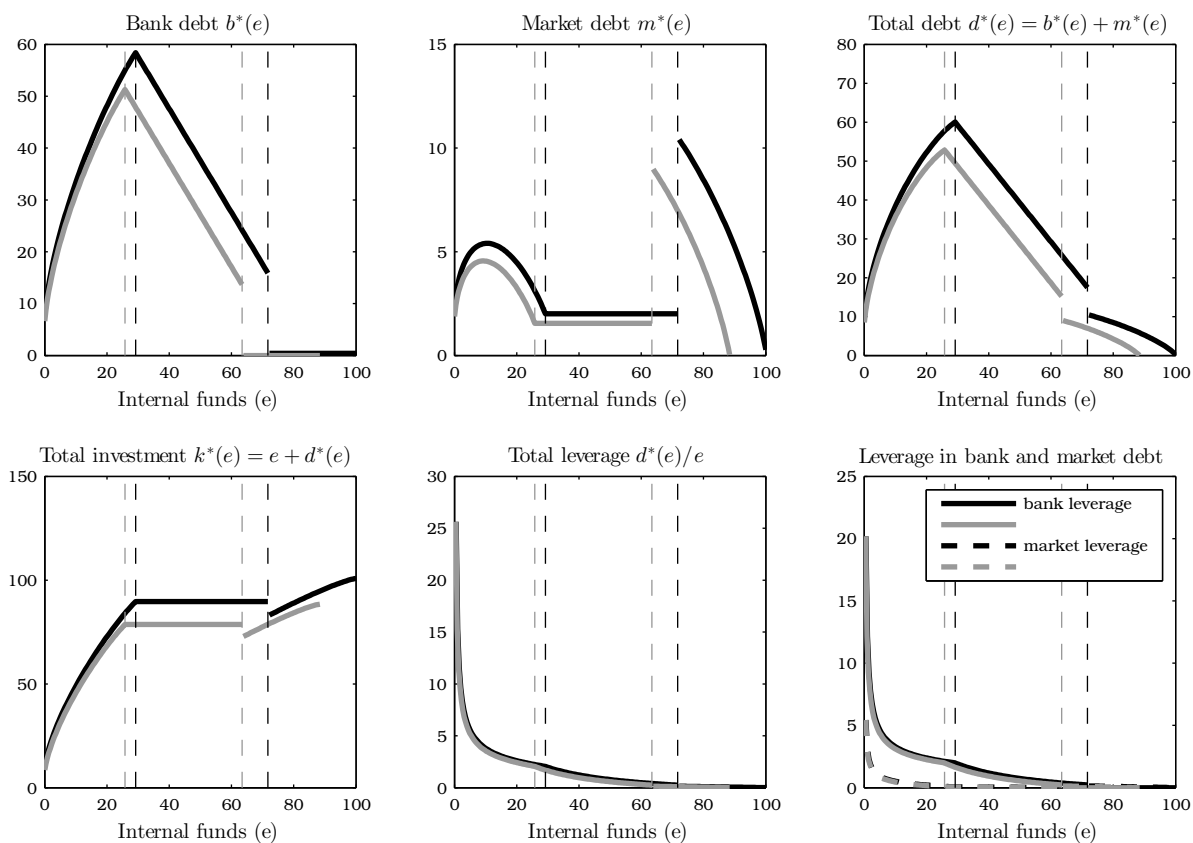 Bank debt b*(e)
60
50
40
30
20
10
0
0 20 40 60 80 100
Internal funds (e)
Market debt m*(e)
15
10
5
0
0 20 40 60 80 100
Internal funds (e)
Total debt d*(e) = b*(e) + m*(e)
80
70
60
50
40
30
20
10
0
0 20 40 60 80 100
Internal funds (e)
Total investment k*(e) = e + d*(e)
150
100
50
0
0 20 40 60 80 100
Internal funds (e)
Total leverage d*(e)/e
30
25
20
15
10
5
0
0 20 40 60 80 100
Internal funds (e)
Leverage in bank and market debt
25
20
15
10
5
0
bank leverage
market leverage
0 20 40 60 80 100
Internal funds (e)